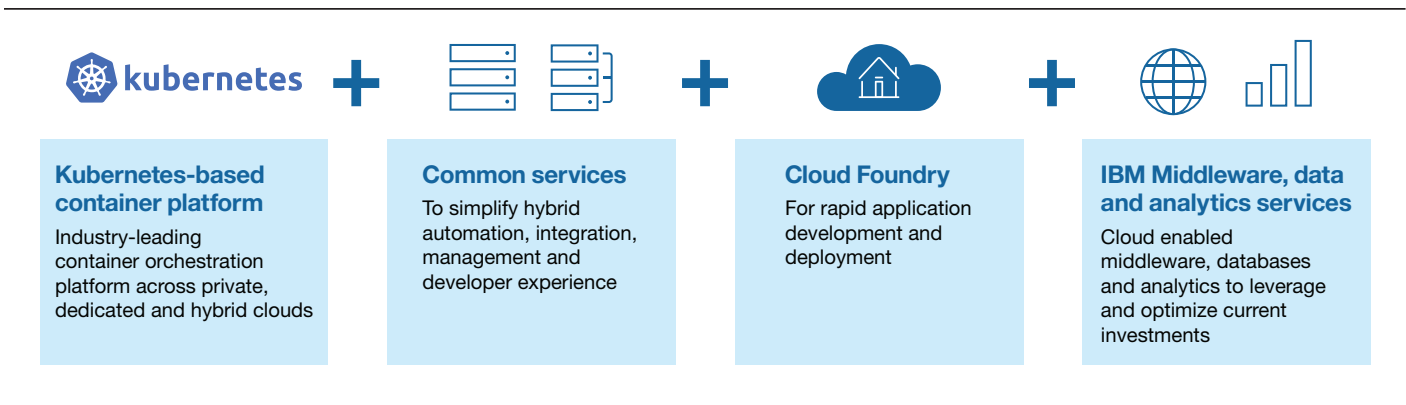 kubernetes
Kubernetes-based
container platform
Industry-leading
container orchestration
platform across private,
dedicated and hybrid clouds
Common services
To simplify hybrid
automation, integration,
management and
developer experience
Cloud Foundry
For rapid application
development and
deployment
IBM Middleware, data
and analytics services
Cloud enabled
middleware, databases
and analytics to leverage
and optimize current
investments